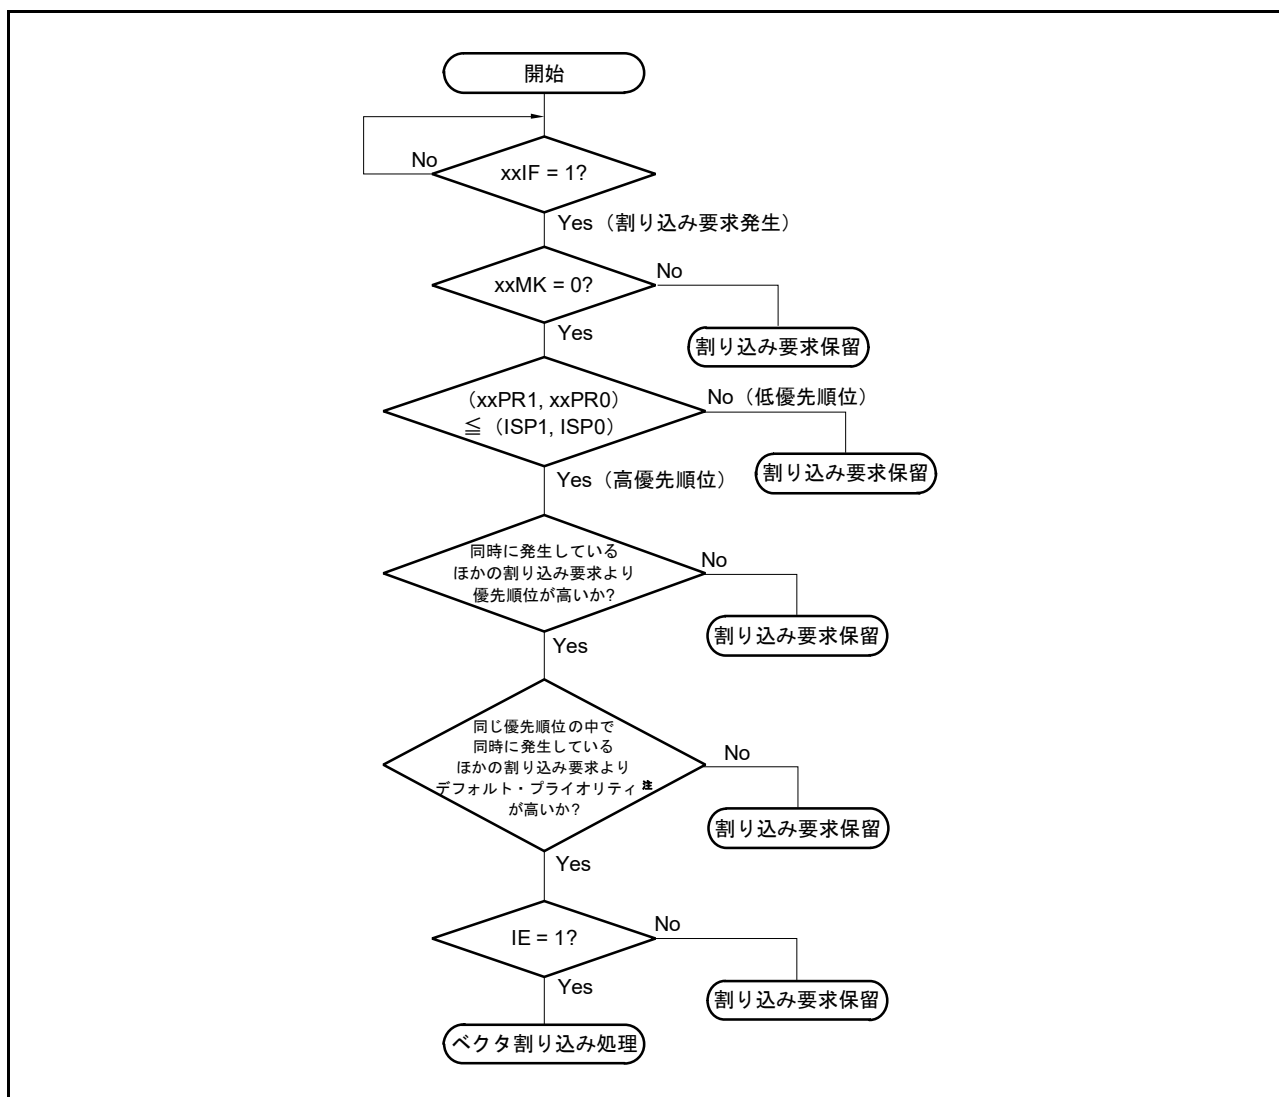 開始
No
xxIF = 1?
Yes（割り込み要求発生）
xxMK = 0?
No
Yes
割り込み要求保留
（xxPR1, xxPR0）
≦（ISP1, ISP0）
No（低優先順位）
割り込み要求保留
Yes（高優先順位）
同時に発生している
ほかの割り込み要求より
優先順位が高いか?
No
割り込み要求保留
Yes
同じ優先順位の中で
同時に発生している
ほかの割り込み要求より
デフォルト・プライオリティ注
が高いか?
No
割り込み要求保留
Yes
IE = 1?
No
割り込み要求保留
Yes
ベクタ割り込み処理